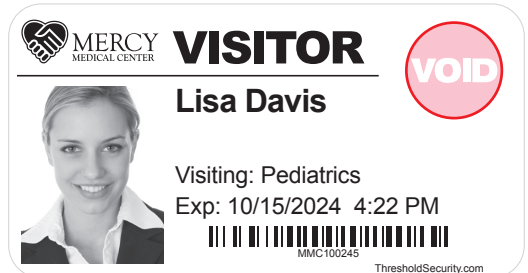 MERCY
MEDICAL CENTER
VISITOR
VOID
Lisa Davis
Visiting: Pediatrics
Exp: 10/15/2024 4:22 PM
MMC100245
ThresholdSecurity.com